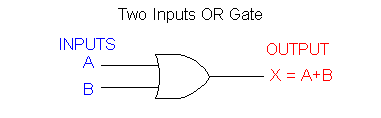 Two Inputs OR Gate
INPUTS
A
B
OUTPUT
X = A+B